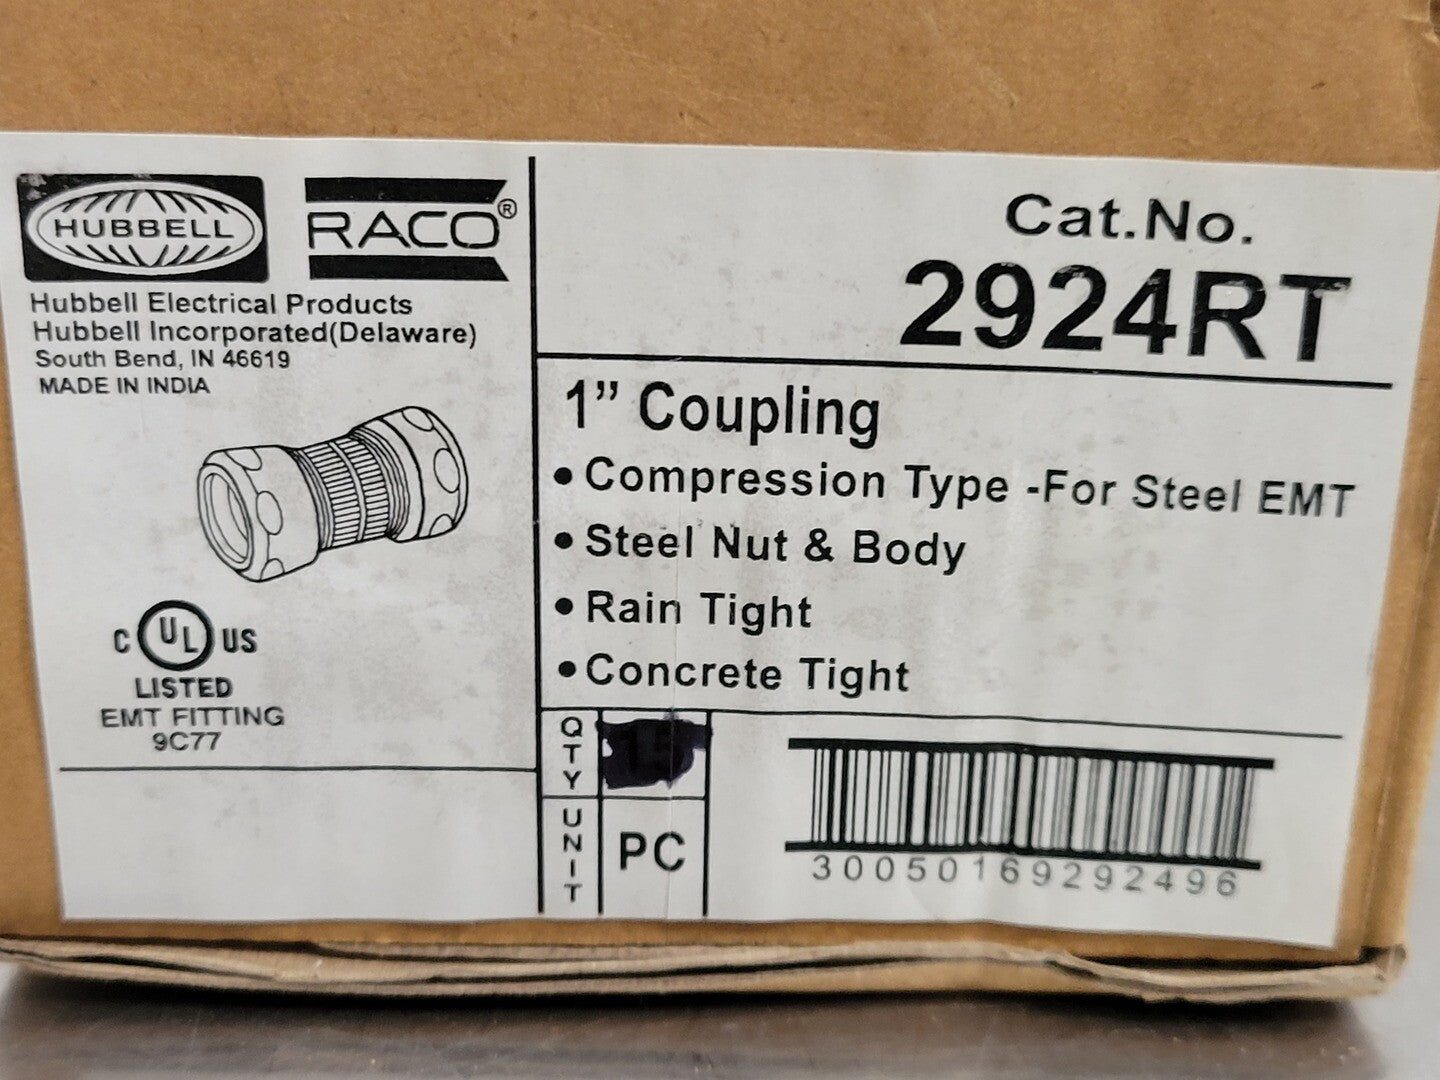 HUBBELL
RACO®
Hubbell Electrical Products
Hubbell Incorporated(Delaware)
South Bend, IN 46619
MADE IN INDIA
C UL US
LISTED
EMT FITTING
9C77
Cat.No.
2924RT
1” Coupling
•Compression Type -For Steel EMT
•Steel Nut & Body
•Rain Tight
•Concrete Tight
QTY
UNIT
PC
30050169292496